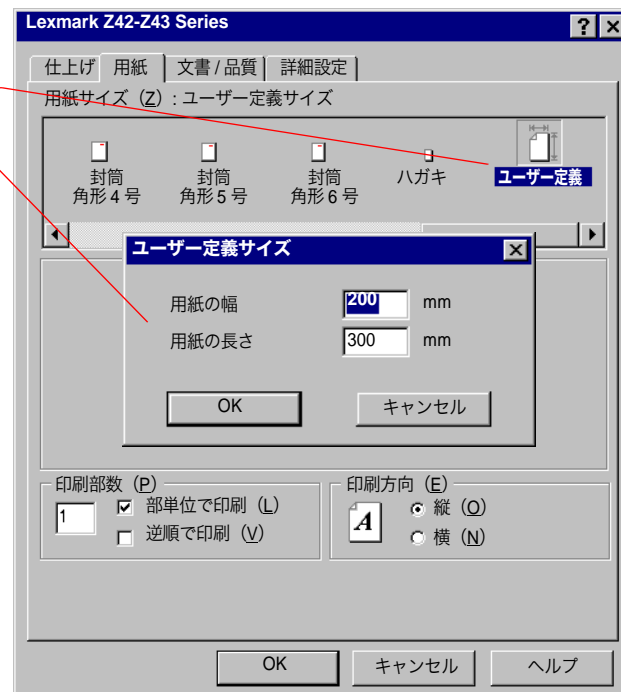 Lexmark Z42-Z43 Series
仕上げ 用紙 文書/品質 詳細設定
用紙サイズ（Z）：ユーザー定義サイズ
封筒 角形4号
封筒 角形5号
封筒 角形6号
ハガキ
ユーザー定義
ユーザー定義サイズ
用紙の幅 200 mm
用紙の長さ 300 mm
OK キャンセル
印刷部数（P）
1
部単位で印刷（L）
逆順で印刷（V）
印刷方向（E）
A
縦（O）
横（N）
OK キャンセル ヘルプ